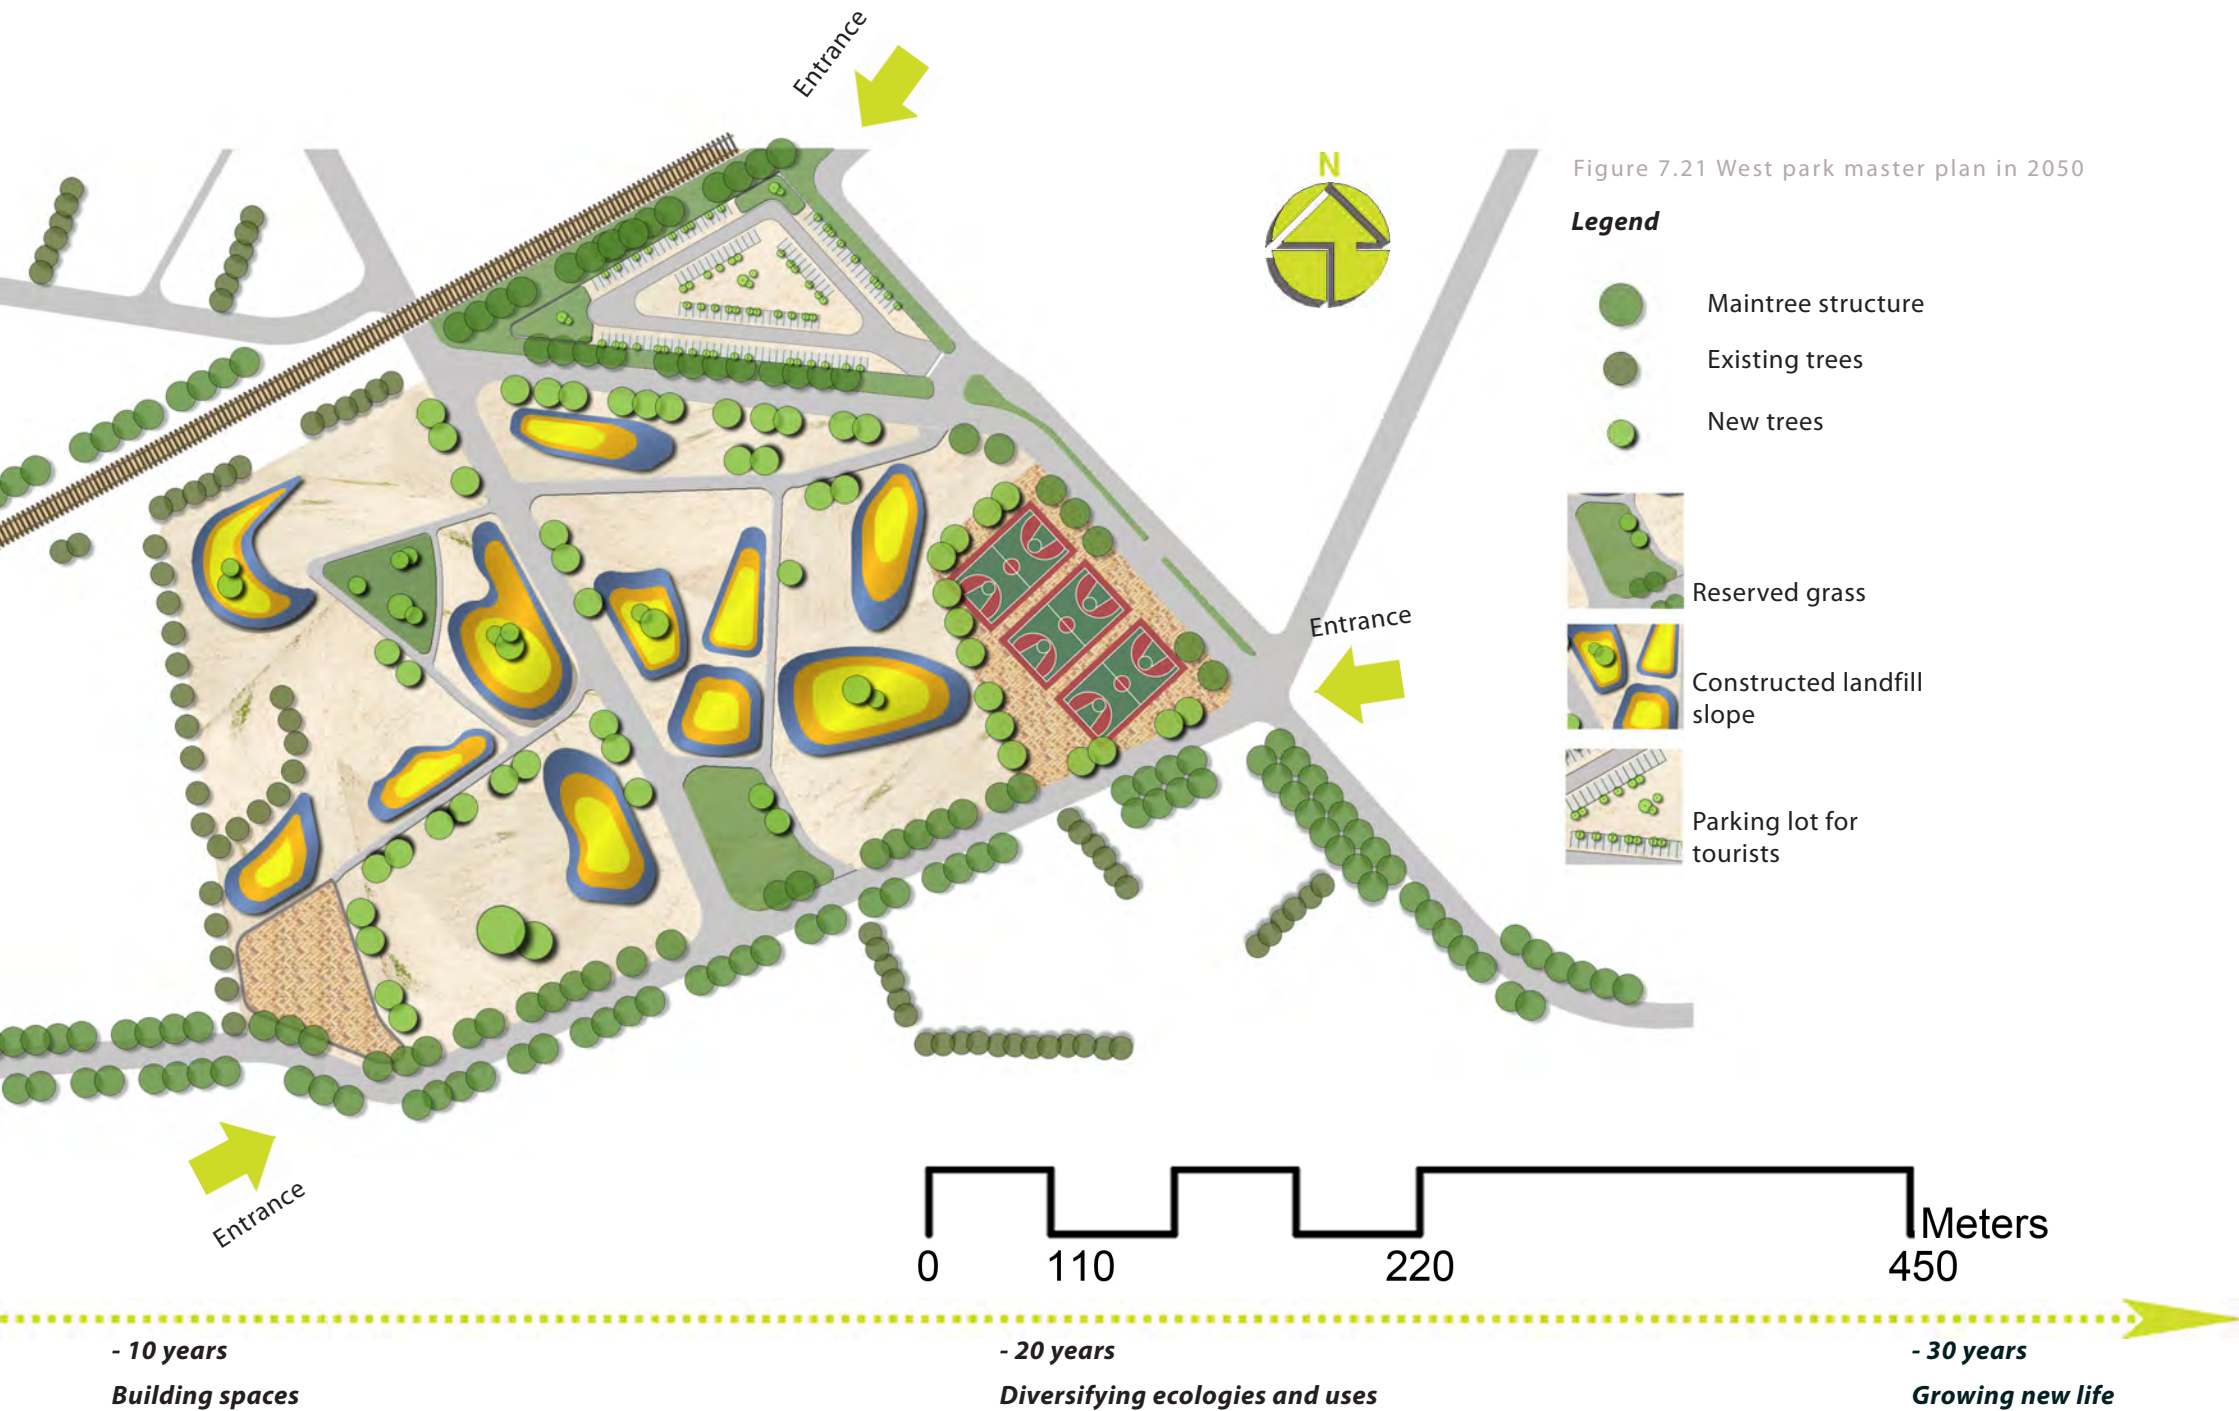 Entrance
N
Figure 7.21 West park master plan in 2050
Legend
Maintree structure
Existing trees
New trees
Reserved grass
Entrance
Constructed landfill
slope
Parking lot for
tourists
Entrance
Meters
0 110 220 450
- 10 years
Building spaces
- 20 years
Diversifying ecologies and uses
- 30 years
Growing new life